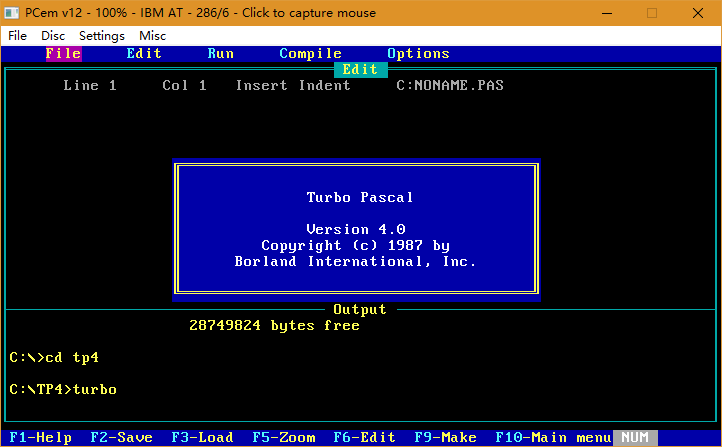 PCem v12 - 100% - IBM AT - 286/6 - Click to capture mouse
File Disc Settings Misc
File Edit Run Compile Options
Edit
Line 1 Col 1 Insert Indent C:NONAME.PAS
Turbo Pascal
Version 4.0
Copyright (c) 1987 by
Borland International, Inc.
Output
28749824 bytes free
C:\>cd tp4
C:\TP4>turbo
F1-Help F2-Save F3-Load F5-Zoom F6-Edit F9-Make F10-Main menu NUM